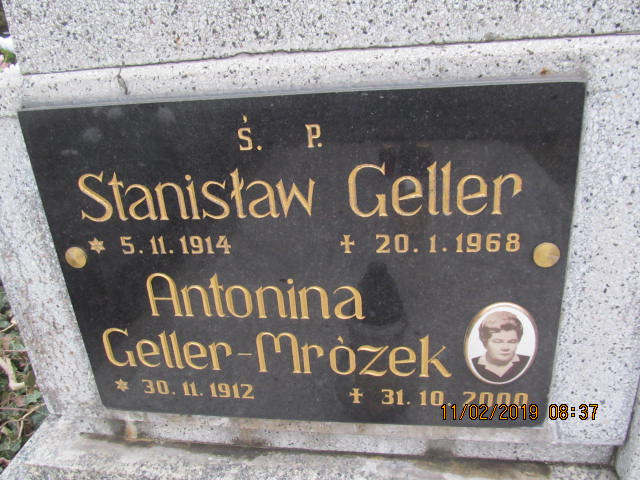 Ś. P.
Stanisław Geller
* 5.11.1914 + 20.1.1968
Antonina
Geller-Mròzek
* 30.11.1912 + 31.10.2000
11/02/2019 08:37